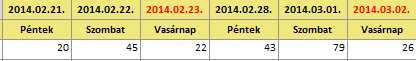 2014.02.21. 2014.02.22. 2014.02.23. 2014.02.28. 2014.03.01. 2014.03.02.
Péntek Szombat Vasárnap Péntek Szombat Vasárnap
20 45 22 43 79 26